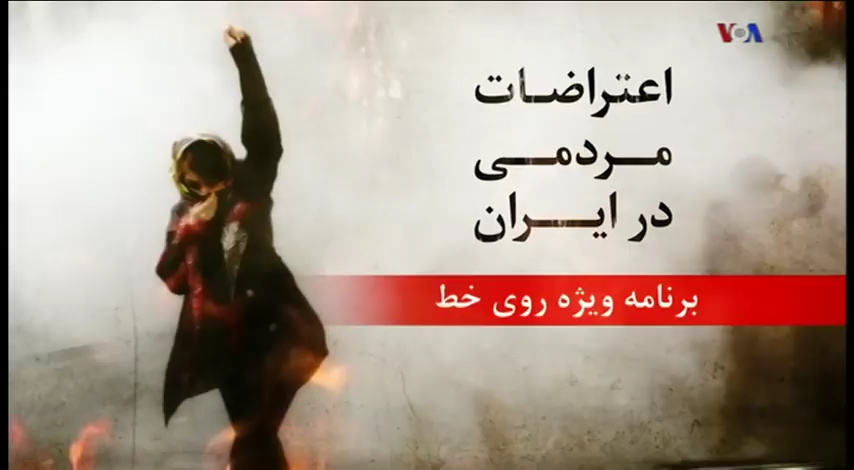 VOA
اعتراضات
مردمی
در ایران
برنامه ویژه روی خط